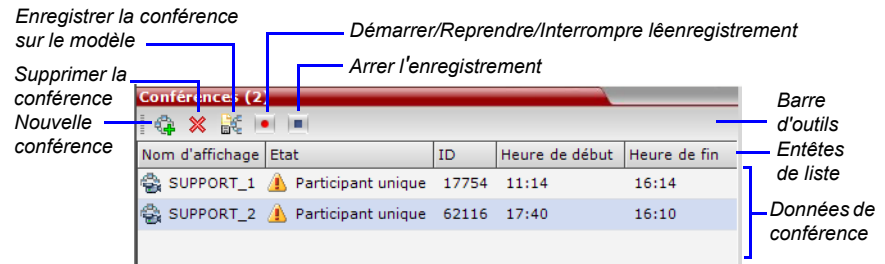 Enregistrer la conférence
sur le modèle
Démarrer/Reprendre/Interrompre lêenregistrement
Supprimer la
conférence
Arrer l'enregistrement
Nouvelle
conférence
Conférences (2)
Barre
d'outils
Nom d'affichage Etat ID Heure de début Heure de fin
Entêtes
de liste
SUPPORT_1 Participant unique 17754 11:14 16:14
SUPPORT_2 Participant unique 62116 17:40 16:10
Données de
conférence